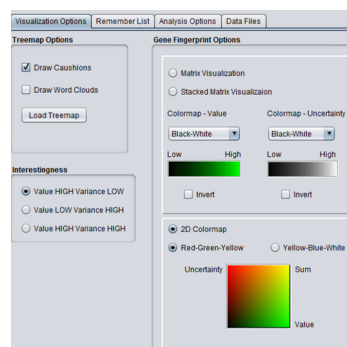 Visualization Options
Remember List
Analysis Options
Data Files
Treemap Options
Draw Caushions
Draw Word Clouds
Load Treemap
Interestingness
Value HIGH Variance LOW
Value LOW Variance HIGH
Value HIGH Variance HIGH
Gene Fingerprint Options
Matrix Visualization
Stacked Matrix Visualizaion
Colormap - Value
Colormap - Uncertainty
Black-White
Black-White
Low
High
Low
High
Invert
Invert
2D Colormap
Red-Green-Yellow
Yellow-Blue-White
Uncertainty
Sum
Value